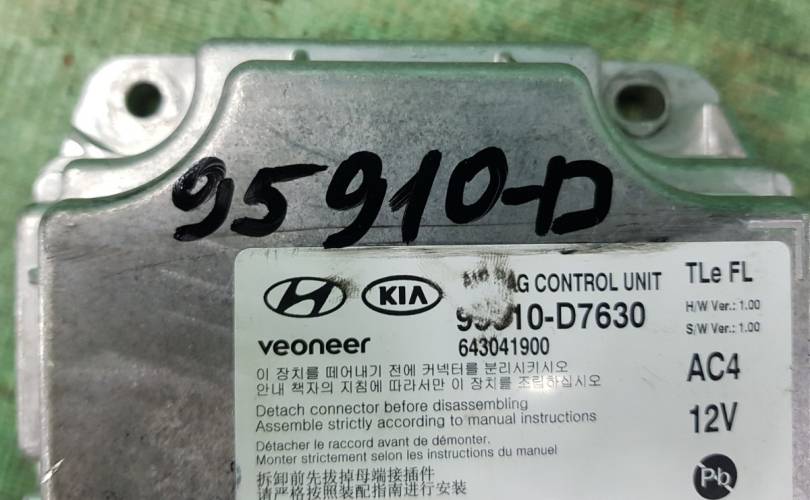 95910-D
KIA
AIR BAG CONTROL UNIT
TLe FL
95910-D7630
H/W Ver.: 1.00
S/W Ver.: 1.00
veoneer
643041900
이 장치를 떼어내기 전에 커넥터를 분리시키시오
안내 책자의 지침에 따라서만 이 장치를 조립하십시오
AC4
Detach connector before disassembling
Assemble strictly according to manual instructions
12V
Détacher le raccord avant de démonter.
Monter strictement selon les instructions du manuel
拆卸前先拔掉母端接插件
请严格按照装配指南进行安装
Pb